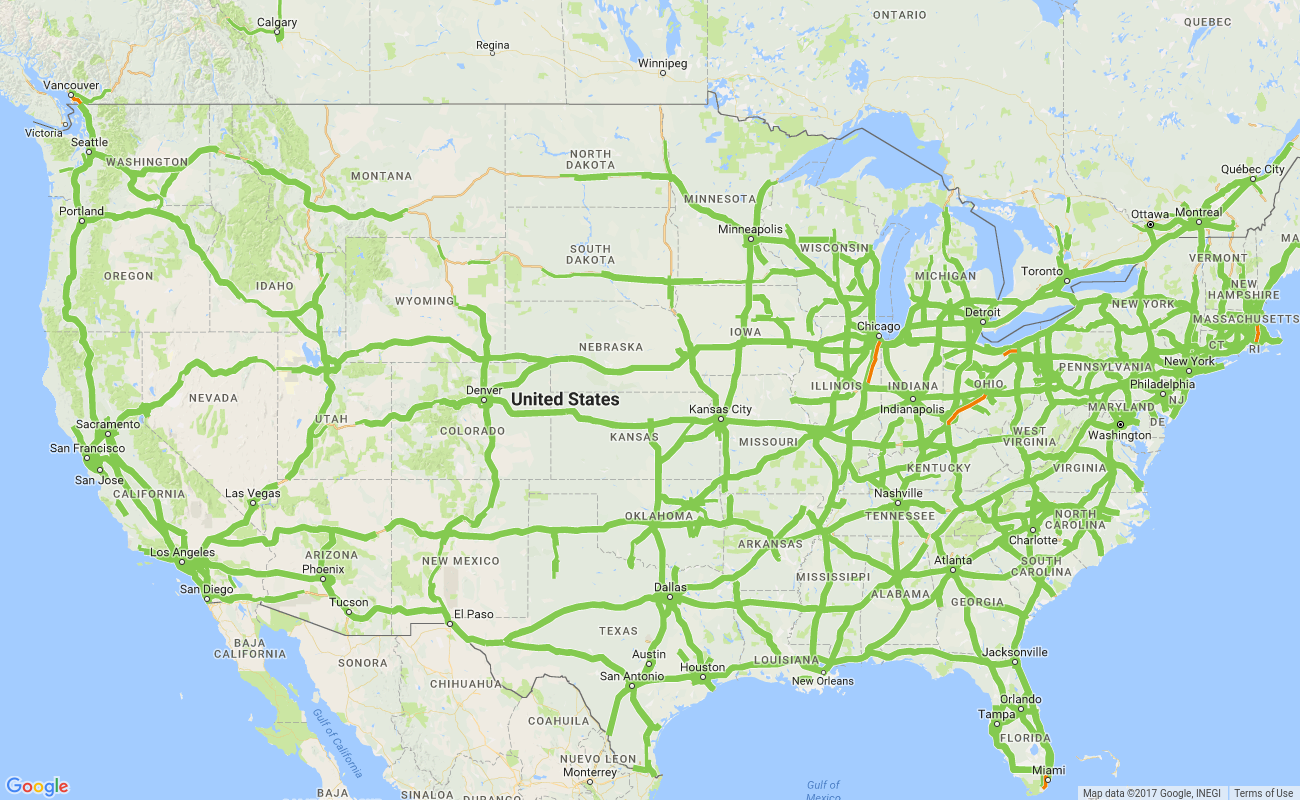 Calgary
ONTARIO
QUEBEC
Regina
Winnipeg
Vancouver
Victoria
Seattle
WASHINGTON
MONTANA
NORTH
DAKOTA
MINNESOTA
Québec City
Ottawa
Montreal
Portland
Minneapolis
WISCONSIN
MA
VERMONT
OREGON
IDAHO
SOUTH
DAKOTA
MICHIGAN
Toronto
NEW
HAMPSHIRE
WYOMING
NEW YORK
Detroit
MASSACHUSETTS
Chicago
IOWA
CT
RI
NEBRASKA
New York
PENNSYLVANIA
Philadelphia
NJ
NEVADA
Denver
United States
ILLINOIS
INDIANA
OHIO
Indianapolis
MARYLAND
DE
Washington
Sacramento
UTAH
COLORADO
KANSAS
Kansas City
MISSOURI
WEST
VIRGINIA
San Francisco
San Jose
CALIFORNIA
KENTUCKY
VIRGINIA
Las Vegas
Nashville
TENNESSEE
OKLAHOMA
NORTH
CAROLINA
Charlotte
Los Angeles
ARIZONA
Phoenix
NEW MEXICO
ARKANSAS
Atlanta
SOUTH
CAROLINA
San Diego
Tucson
Dallas
MISSISSIPPI
ALABAMA
GEORGIA
El Paso
TEXAS
BAJA
CALIFORNIA
SONORA
Austin
Houston
LOUISIANA
Jacksonville
San Antonio
New Orleans
CHIHUAHUA
Orlando
Tampa
FLORIDA
COAHUILA
Gulf of
California
NUEVO LEON
Monterrey
Miami
Google
BAJA
SINALOA
DURANGO
Gulf of
Mexico
Map data ©2017 Google, INEGI
Terms of Use